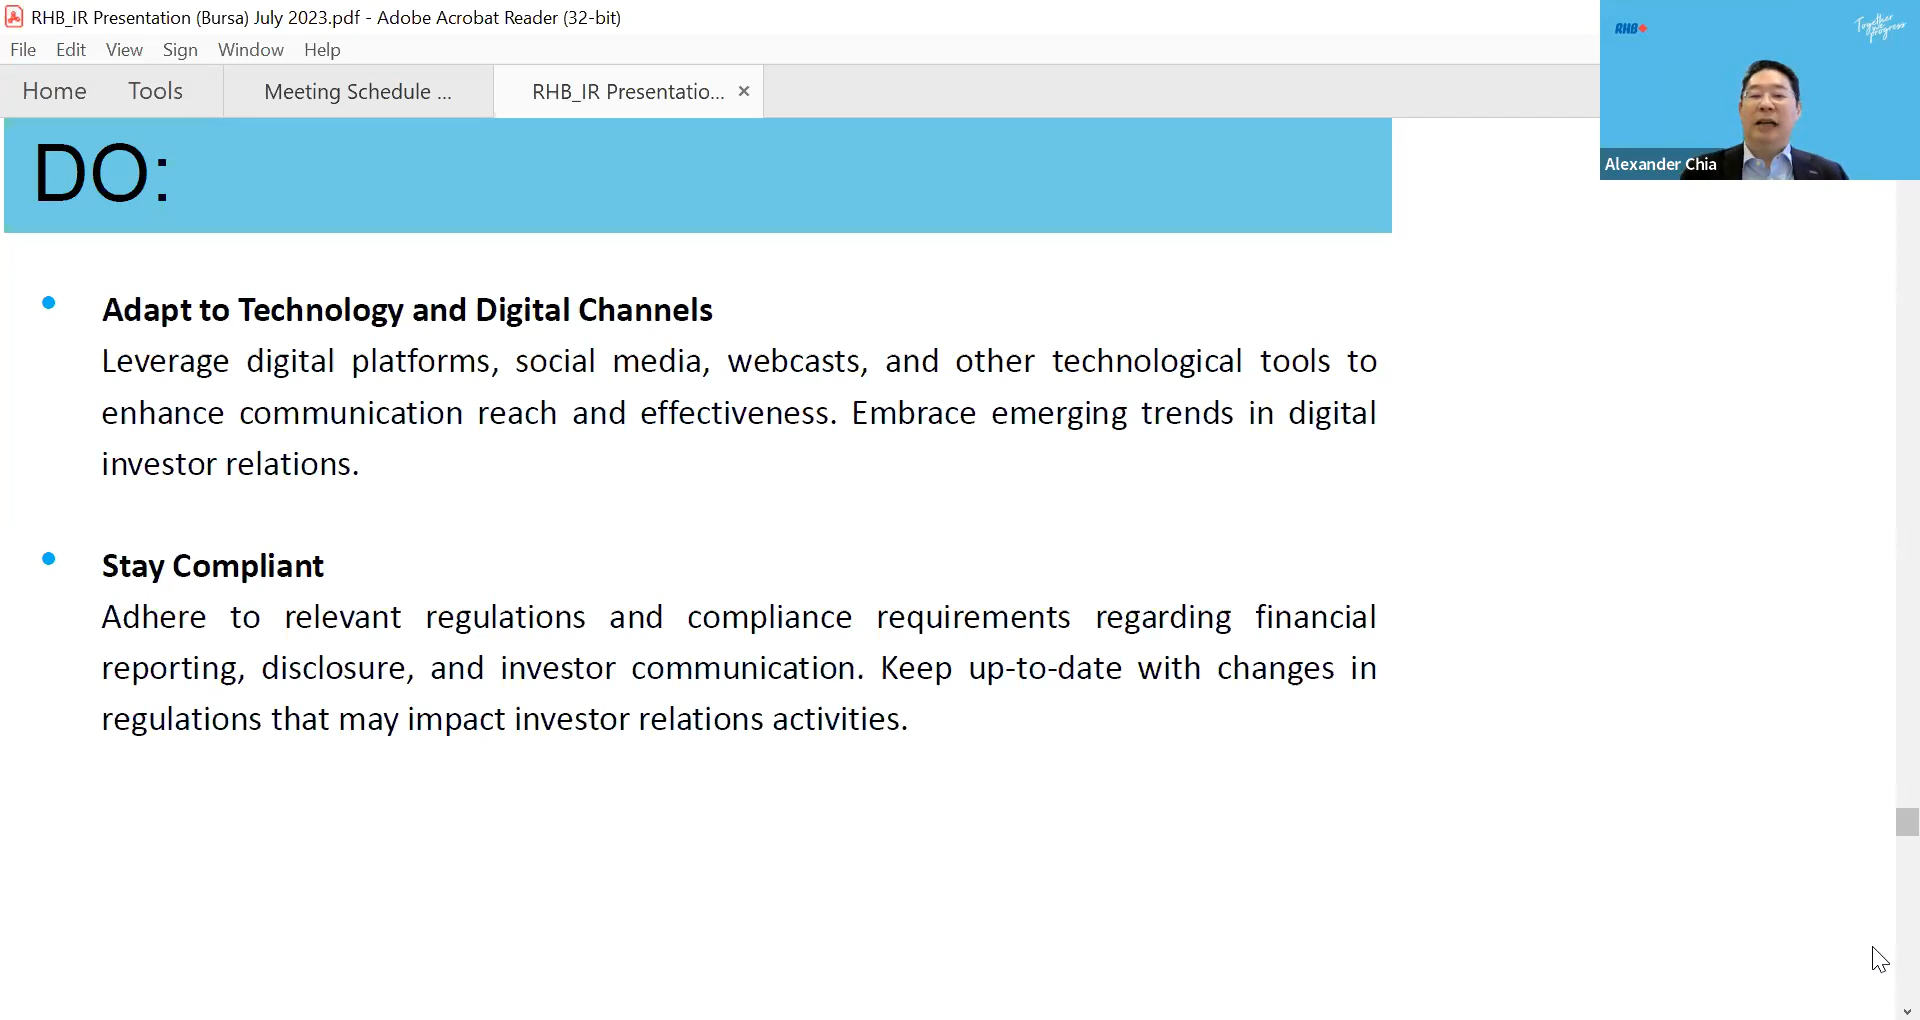 RHB_IR Presentation (Bursa) July 2023.pdf - Adobe Acrobat Reader (32-bit)
File Edit View Sign Window Help
Home Tools Meeting Schedule ... RHB_IR Presentatio... ×
RHB
Together we progress
Alexander Chia
DO:
• Adapt to Technology and Digital Channels
Leverage digital platforms, social media, webcasts, and other technological tools to
enhance communication reach and effectiveness. Embrace emerging trends in digital
investor relations.
• Stay Compliant
Adhere to relevant regulations and compliance requirements regarding financial
reporting, disclosure, and investor communication. Keep up-to-date with changes in
regulations that may impact investor relations activities.